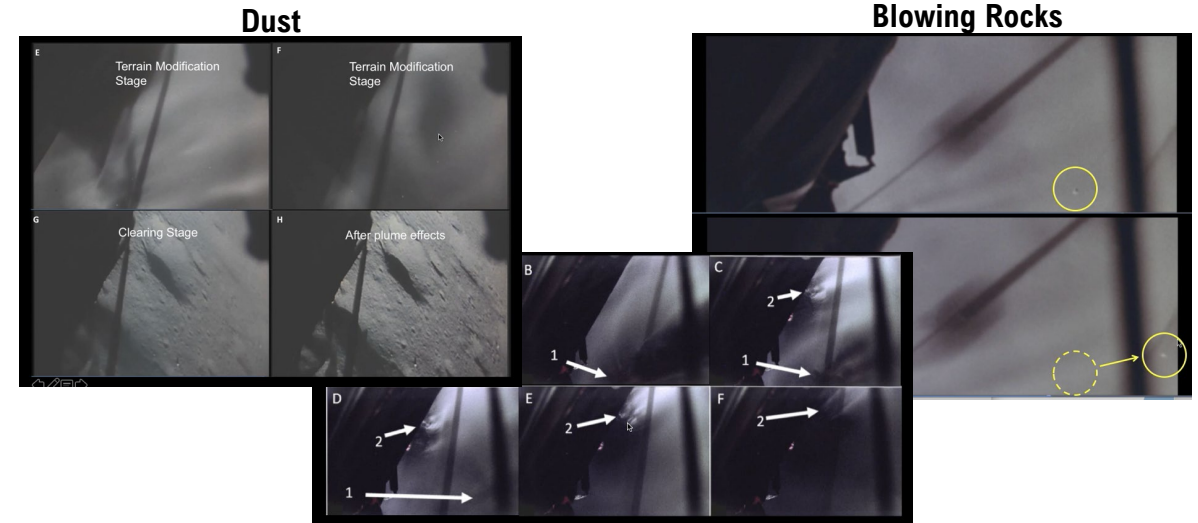 Dust
Blowing Rocks
E
Terrain Modification
Stage
F
Terrain Modification
Stage
G
Clearing Stage
H
After plume effects
B
1
C
2
1
D
2
1
E
2
F
2